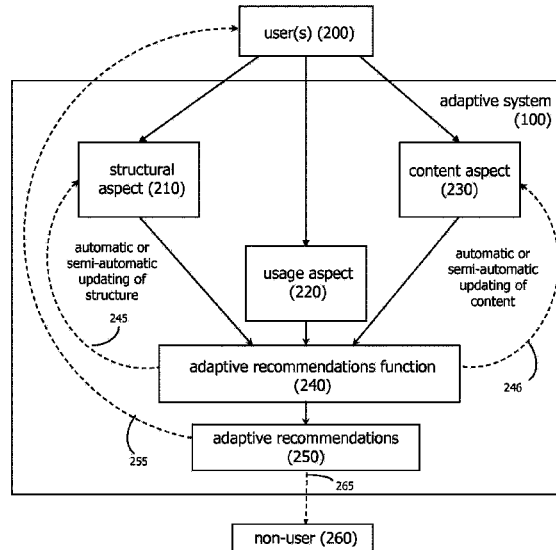 user(s) (200)
adaptive system
(100)
structural
aspect (210)
content aspect
(230)
usage aspect
(220)
automatic or
semi-automatic
updating of
structure
automatic or
semi-automatic
updating of
content
245
246
adaptive recommendations function
(240)
adaptive recommendations
(250)
255
265
non-user (260)